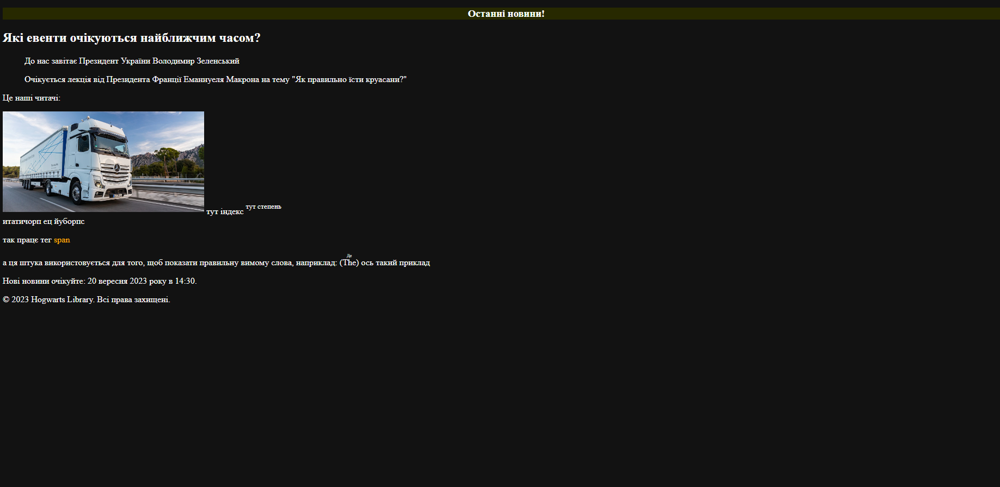 Останні новини!
Які евенти очікуються найближчим часом?
До нас завітає Президент України Володимир Зеленський
Очікується лекція від Президента Франції Еманнуеля Макрона на тему "Як правильно їсти круасани?"
Це наші читачі:
тут індекс тут степень
итатичорп ец йуборпс
так працє тег span
Де
а ця штука використовується для того, щоб показати правильну вимому слова, наприклад: (The) ось такий приклад
Нові новини очікуйте: 20 вересня 2023 року в 14:30.
© 2023 Hogwarts Library. Всі права захищені.